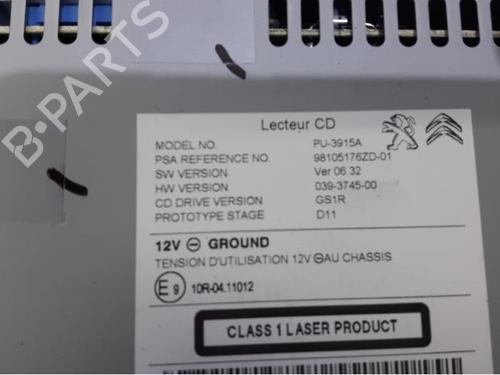 B-PARTS
Lecteur CD
MODEL NO. PU-3915A
PSA REFERENCE NO. 98105176ZD-01
SW VERSION Ver 06.32
HW VERSION 039-3745-00
CD DRIVE VERSION GS1R
PROTOTYPE STAGE D11
12V ⊖ GROUND
TENSION D'UTILISATION 12V ⊖AU CHASSIS
E9 10R-04.11012
CLASS 1 LASER PRODUCT